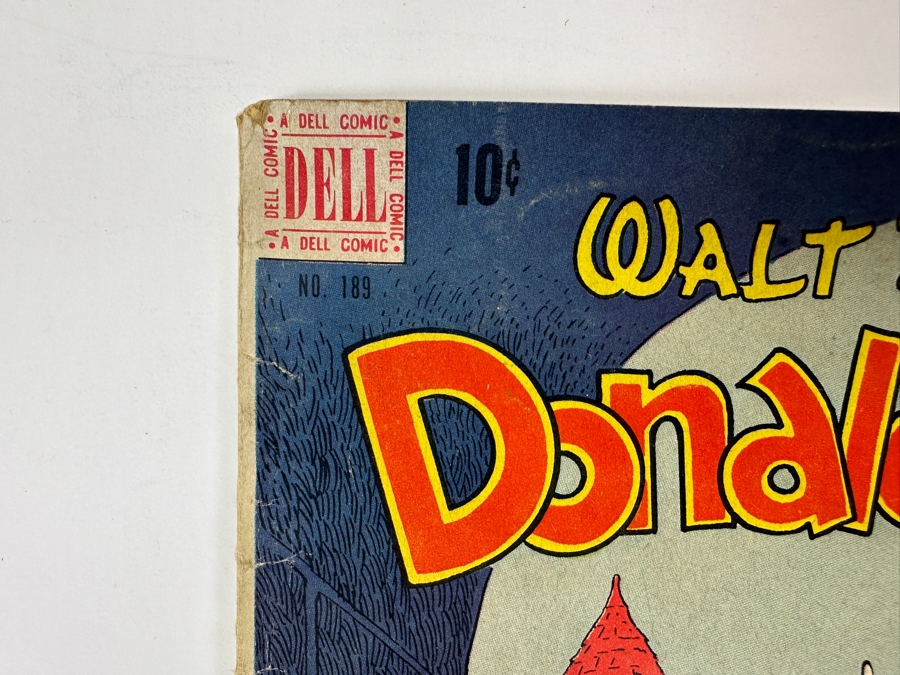 • A DELL COMIC •
A DELL COMIC
DELL
A DELL COMIC
• A DELL COMIC •
10¢
NO. 189
WALT
Donal